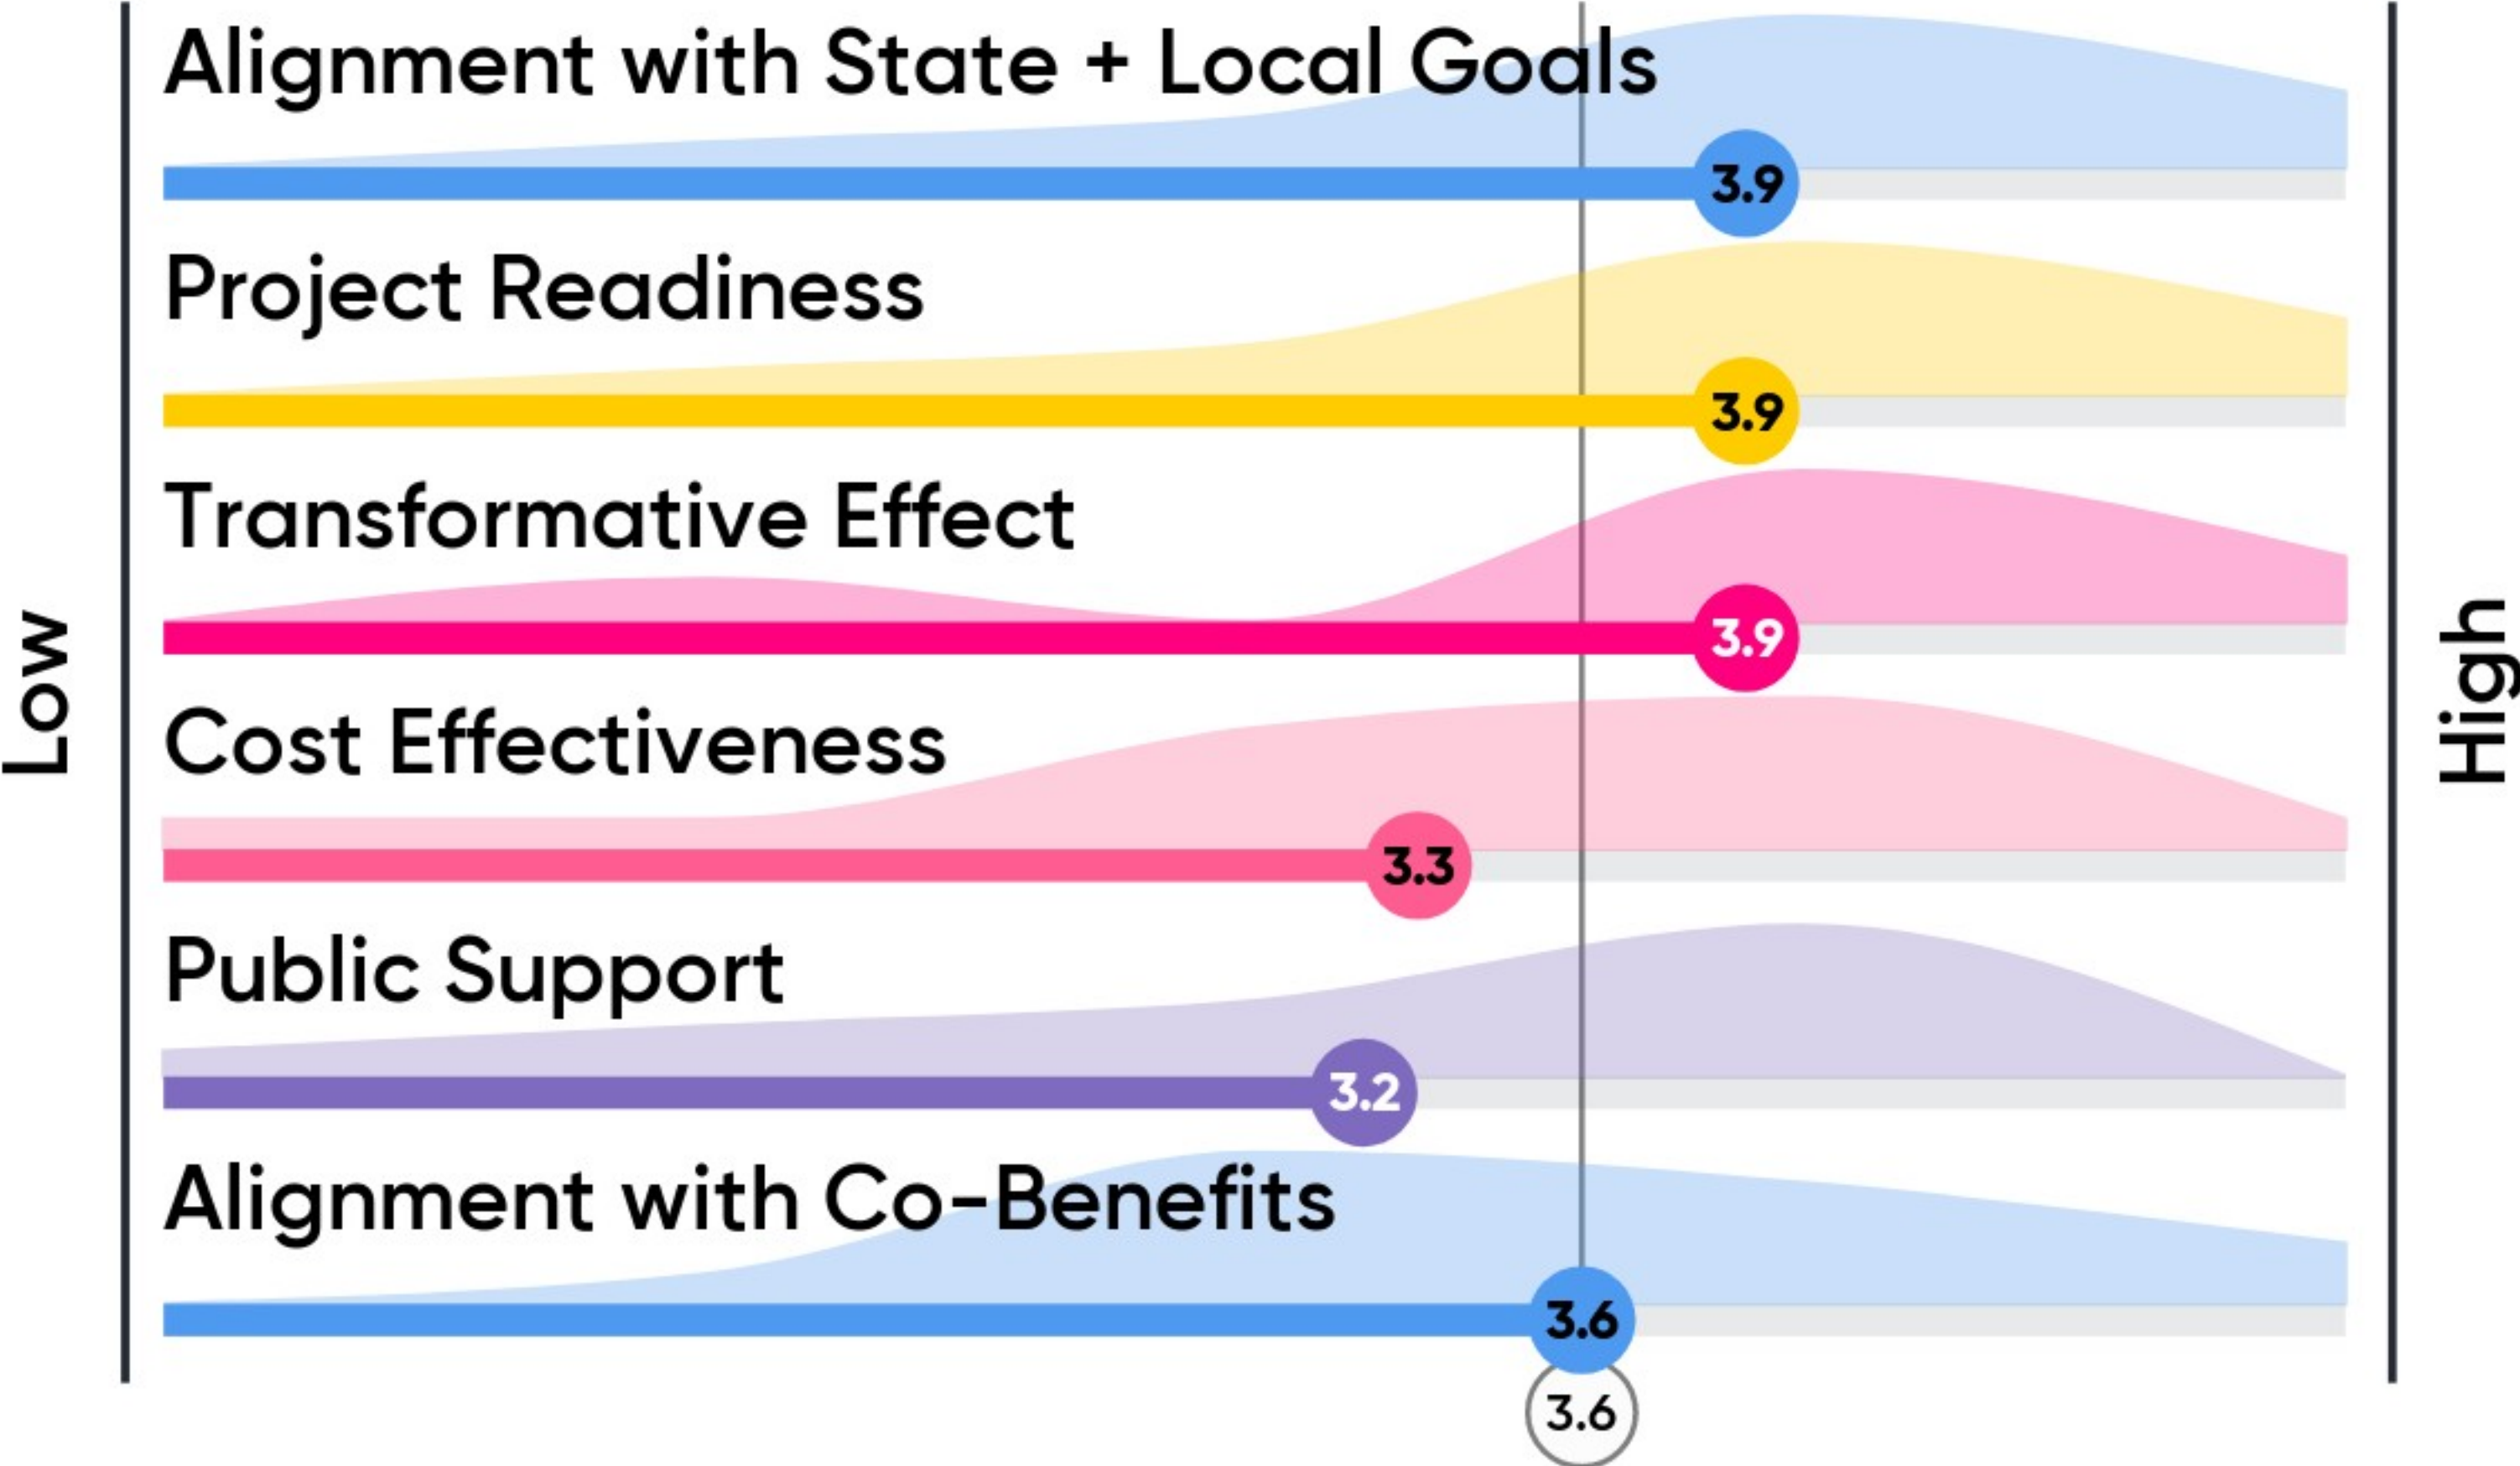 Alignment with State + Local Goals
3.9
Project Readiness
3.9
Transformative Effect
3.9
Low
High
Cost Effectiveness
3.3
Public Support
3.2
Alignment with Co-Benefits
3.6
3.6